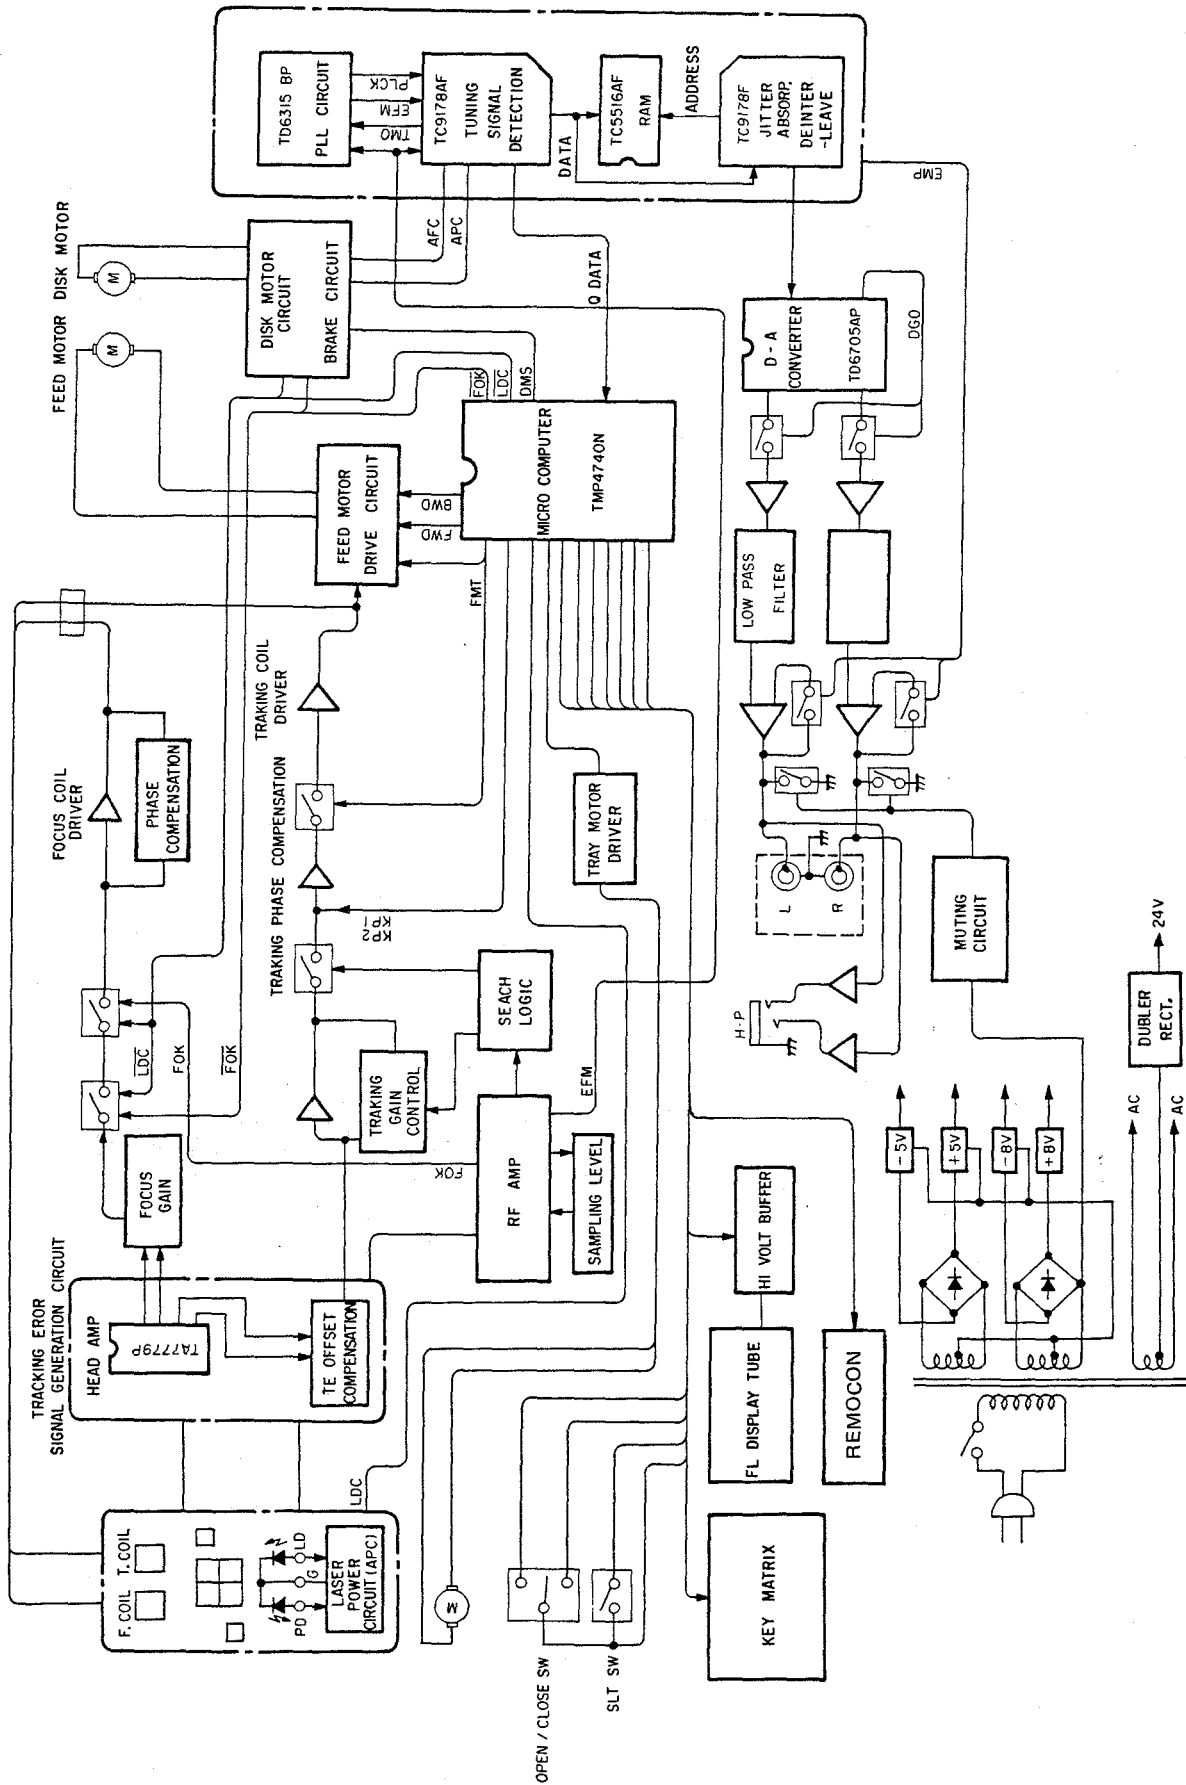 TRACKING EROR
SIGNAL GENERATION CIRCUIT
HEAD AMP
TA7779P
TE OFFSET
COMPENSATION
F. COIL
T. COIL
PD
G
LD
LASER
POWER
CIRCUIT (APC)
LDC
FOCUS
GAIN
LDC
FOK
FOK
FOCUS COIL
DRIVER
PHASE
COMPENSATION
TRAKING
GAIN
CONTROL
TRAKING PHASE COMPENSATION
TRAKING COIL
DRIVER
SEACH
LOGIC
RF AMP
FOK
EFM
SAMPLING LEVEL
KP2
KP1
FMT
FEED MOTOR
DRIVE CIRCUIT
FWD
BWD
FEED MOTOR
M
DISK MOTOR
M
DISK MOTOR
CIRCUIT
BRAKE CIRCUIT
FOK
LDC
DMS
MICRO COMPUTER
TMP4740N
TRAY MOTOR
DRIVER
M
AFC
APC
Q DATA
TD6315 BP
PLL CIRCUIT
TMO
EFM
PLCK
TC9178AF
TUNING
SIGNAL
DETECTION
DATA
TC5516AF
RAM
ADDRESS
TC9178F
JITTER
ABSORP,
DEINTER
-LEAVE
EMP
D-A
CONVERTER
TD6705AP
DGO
LOW PASS
FILTER
L
R
H·P
MUTING
CIRCUIT
OPEN / CLOSE SW
SLT SW
KEY MATRIX
FL DISPLAY TUBE
HI VOLT BUFFER
REMOCON
-5V
+5V
-8V
+8V
AC
AC
DUBLER
RECT.
24V